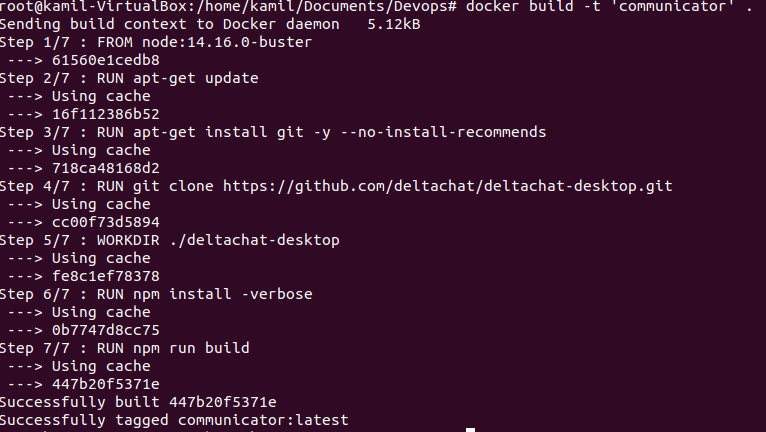 root@kamil-VirtualBox:/home/kamil/Documents/Devops# docker build -t 'communicator' .
Sending build context to Docker daemon   5.12kB
Step 1/7 : FROM node:14.16.0-buster
 ---> 61560e1cedb8
Step 2/7 : RUN apt-get update
 ---> Using cache
 ---> 16f112386b52
Step 3/7 : RUN apt-get install git -y --no-install-recommends
 ---> Using cache
 ---> 718ca48168d2
Step 4/7 : RUN git clone https://github.com/deltachat/deltachat-desktop.git
 ---> Using cache
 ---> cc00f73d5894
Step 5/7 : WORKDIR ./deltachat-desktop
 ---> Using cache
 ---> fe8c1ef78378
Step 6/7 : RUN npm install -verbose
 ---> Using cache
 ---> 0b7747d8cc75
Step 7/7 : RUN npm run build
 ---> Using cache
 ---> 447b20f5371e
Successfully built 447b20f5371e
Successfully tagged communicator:latest